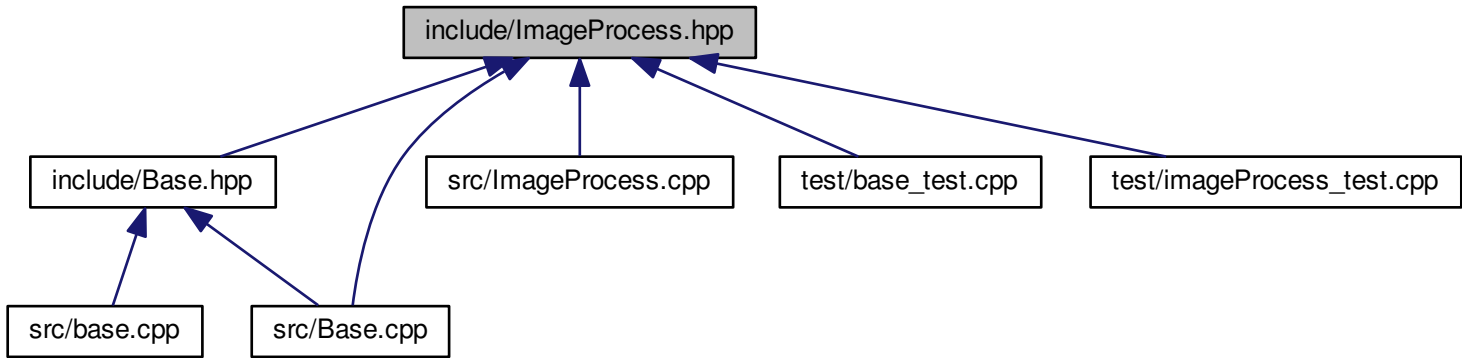 include/ImageProcess.hpp
include/Base.hpp
src/ImageProcess.cpp
test/base_test.cpp
test/imageProcess_test.cpp
src/base.cpp
src/Base.cpp